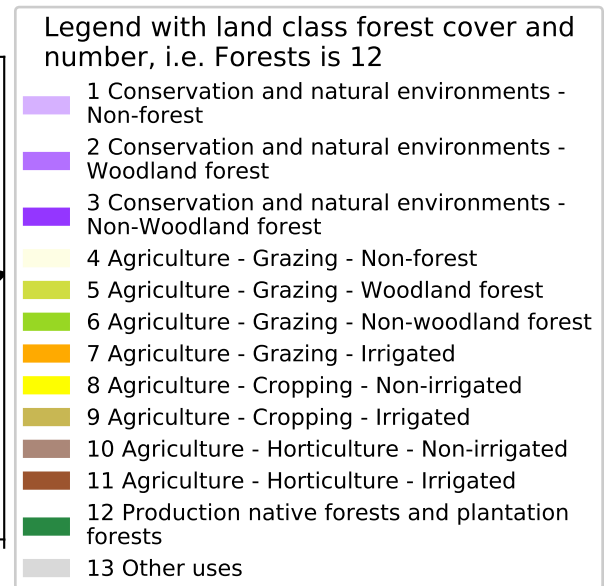 Legend with land class forest cover and
number, i.e. Forests is 12
1 Conservation and natural environments -
Non-forest
2 Conservation and natural environments -
Woodland forest
3 Conservation and natural environments -
Non-Woodland forest
4 Agriculture - Grazing - Non-forest
5 Agriculture - Grazing - Woodland forest
6 Agriculture - Grazing - Non-woodland forest
7 Agriculture - Grazing - Irrigated
8 Agriculture - Cropping - Non-irrigated
9 Agriculture - Cropping - Irrigated
10 Agriculture - Horticulture - Non-irrigated
11 Agriculture - Horticulture - Irrigated
12 Production native forests and plantation
forests
13 Other uses